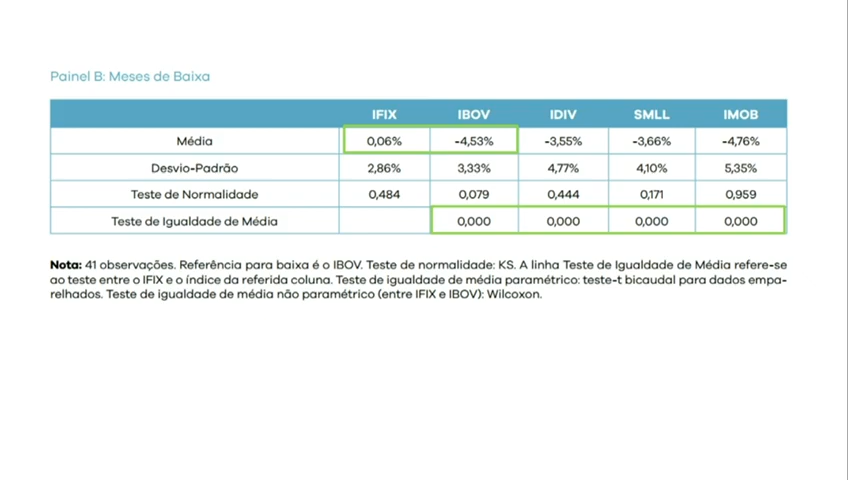 Painel B: Meses de Baixa
IFIX IBOV IDIV SMLL IMOB
Média 0,06% -4,53% -3,55% -3,66% -4,76%
Desvio-Padrão 2,86% 3,33% 4,77% 4,10% 5,35%
Teste de Normalidade 0,484 0,079 0,444 0,171 0,959
Teste de Igualdade de Média 0,000 0,000 0,000 0,000
Nota: 41 observações. Referência para baixa é o IBOV. Teste de normalidade: KS. A linha Teste de Igualdade de Média refere-se
ao teste entre o IFIX e o índice da referida coluna. Teste de igualdade de média paramétrico: teste-t bicaudal para dados empa-
relhados. Teste de igualdade de média não paramétrico (entre IFIX e IBOV): Wilcoxon.